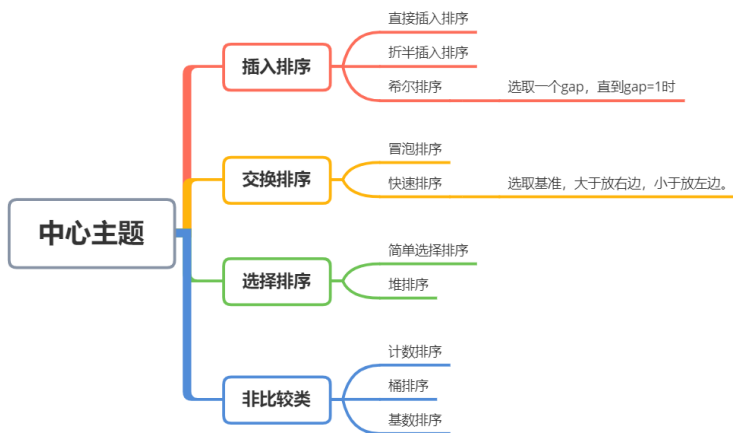 中心主题
插入排序
直接插入排序
折半插入排序
希尔排序
选取一个gap，直到gap=1时
交换排序
冒泡排序
快速排序
选取基准，大于放右边，小于放左边。
选择排序
简单选择排序
堆排序
非比较类
计数排序
桶排序
基数排序